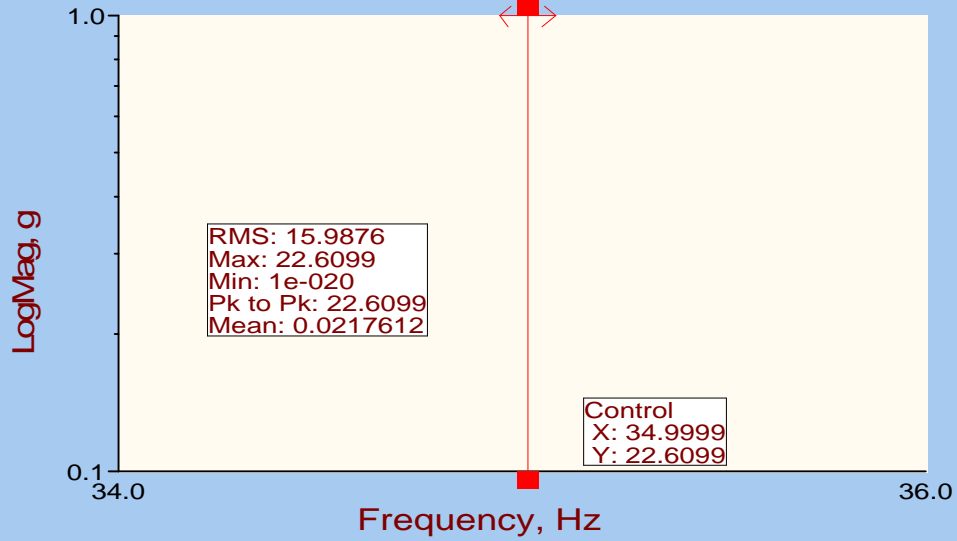 1.0
LogMag, g
RMS: 15.9876
Max: 22.6099
Min: 1e-020
Pk to Pk: 22.6099
Mean: 0.0217612
Control
X: 34.9999
Y: 22.6099
0.1
34.0
36.0
Frequency, Hz